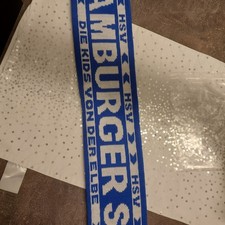 HSV HSV HSV
AMBURGER S
DIE KIDS VON DER ELBE